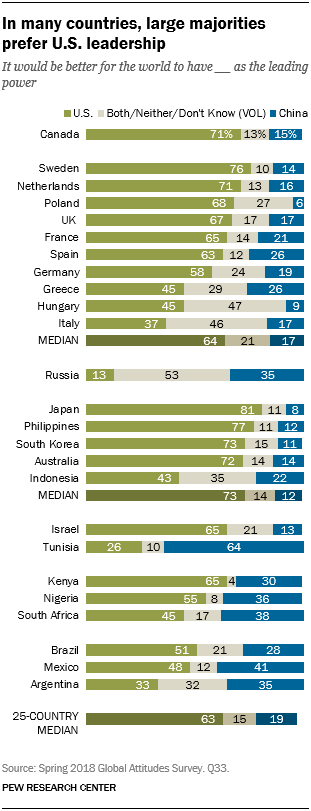 In many countries, large majorities
prefer U.S. leadership
It would be better for the world to have __ as the leading
power
U.S. Both/Neither/Don't Know (VOL) China
Canada 71% 13% 15%
Sweden 76 10 14
Netherlands 71 13 16
Poland 68 27 6
UK 67 17 17
France 65 14 21
Spain 63 12 26
Germany 58 24 19
Greece 45 29 26
Hungary 45 47 9
Italy 37 46 17
MEDIAN 64 21 17
Russia 13 53 35
Japan 81 11 8
Philippines 77 11 12
South Korea 73 15 11
Australia 72 14 14
Indonesia 43 35 22
MEDIAN 73 14 12
Israel 65 21 13
Tunisia 26 10 64
Kenya 65 4 30
Nigeria 55 8 36
South Africa 45 17 38
Brazil 51 21 28
Mexico 48 12 41
Argentina 33 32 35
25-COUNTRY
MEDIAN 63 15 19
Source: Spring 2018 Global Attitudes Survey. Q33.
PEW RESEARCH CENTER